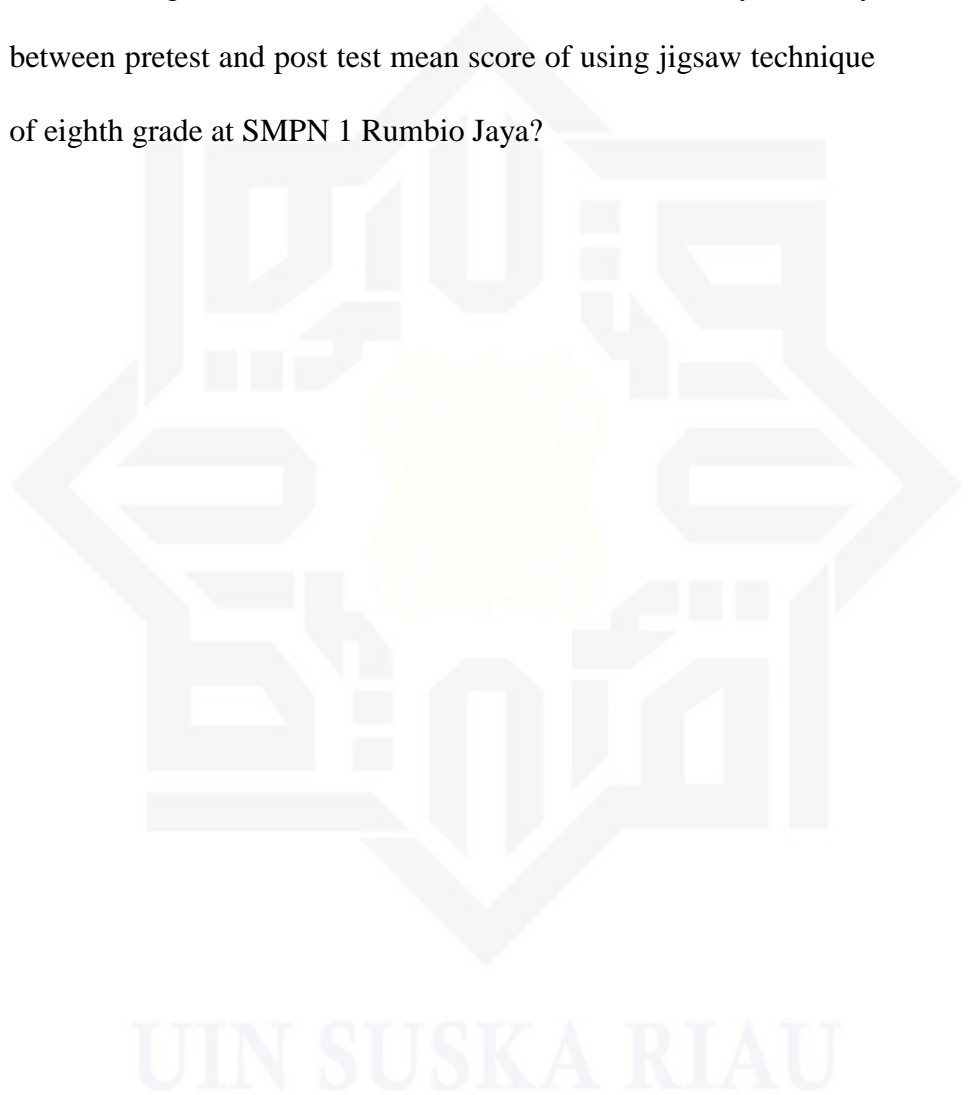 between pretest and post test mean score of using jigsaw technique
of eighth grade at SMPN 1 Rumbio Jaya?
UIN SUSKA RIAU